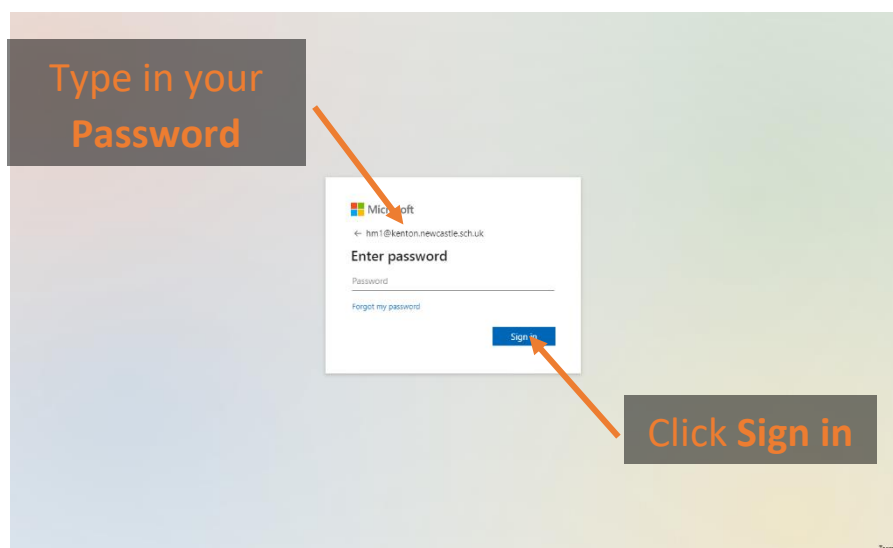 Type in your
Password
Microsoft
← hm1@kenton.newcastle.sch.uk
Enter password
Password
Forgot my password
Sign in
Click Sign in